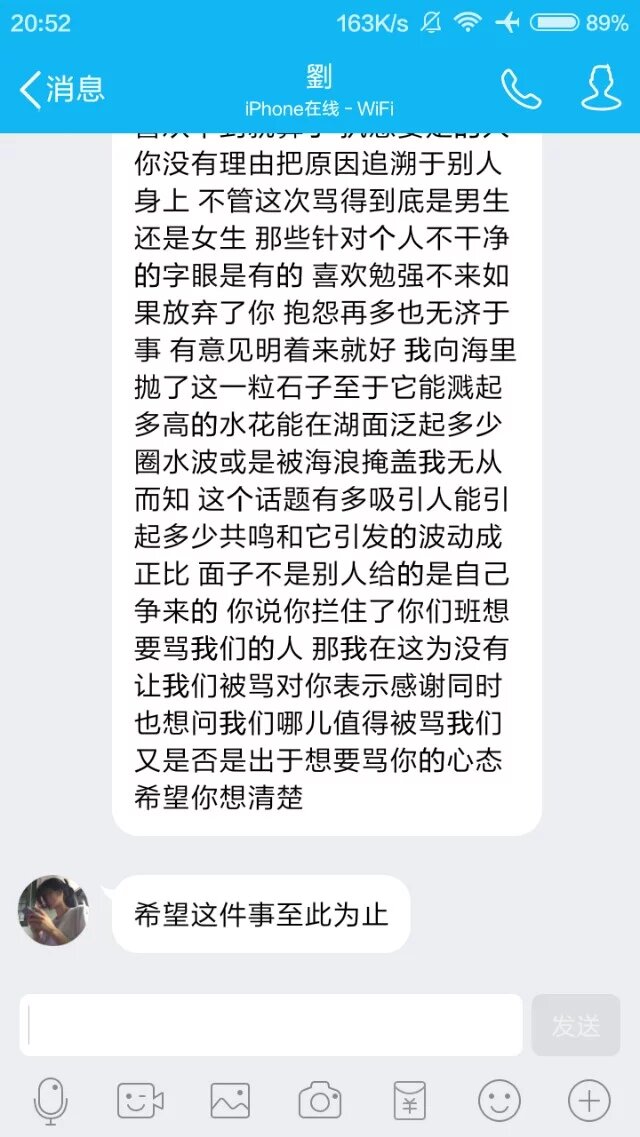 20:52
163K/s
89%
消息
劉
iPhone在线 - WiFi
你没有理由把原因追溯于别人
身上 不管这次骂得到底是男生
还是女生 那些针对个人不干净
的字眼是有的 喜欢勉强不来如
果放弃了你 抱怨再多也无济于
事 有意见明着来就好 我向海里
抛了这一粒石子至于它能溅起
多高的水花能在湖面泛起多少
圈水波或是被海浪掩盖我无从
而知 这个话题有多吸引人能引
起多少共鸣和它引发的波动成
正比 面子不是别人给的是自己
争来的 你说你拦住了你们班想
要骂我们的人 那我在这为没有
让我们被骂对你表示感谢同时
也想问我们哪儿值得被骂我们
又是否是出于想要骂你的心态
希望你想清楚
希望这件事至此为止
发送